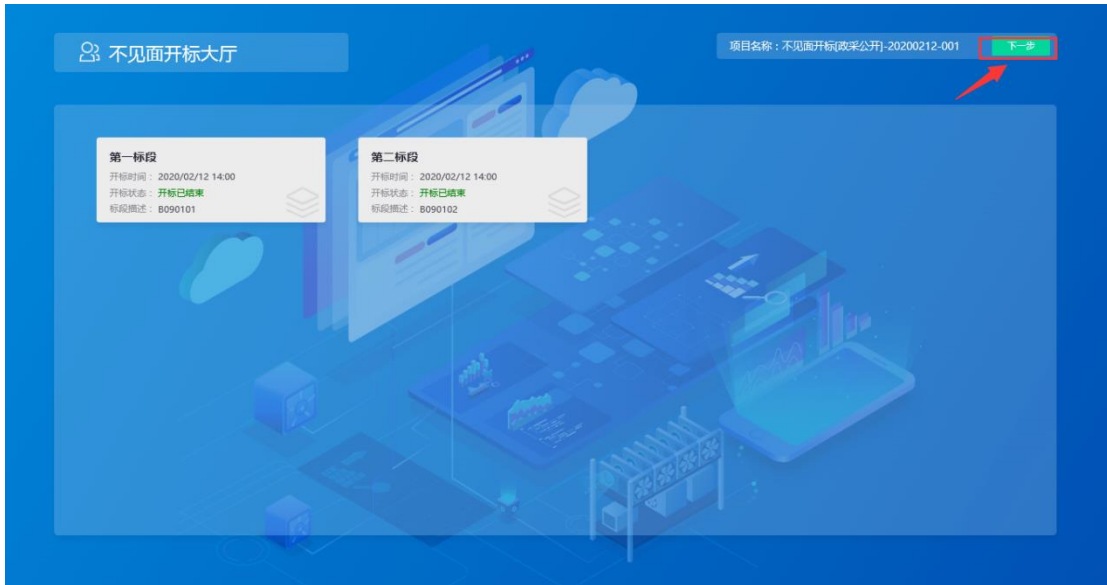 不见面开标大厅
项目名称：不见面开标[政采公开]-20200212-001
下一步
第一标段
开标时间： 2020/02/12 14:00
开标状态： 开标已结束
标段描述： B090101
第二标段
开标时间： 2020/02/12 14:00
开标状态： 开标已结束
标段描述： B090102